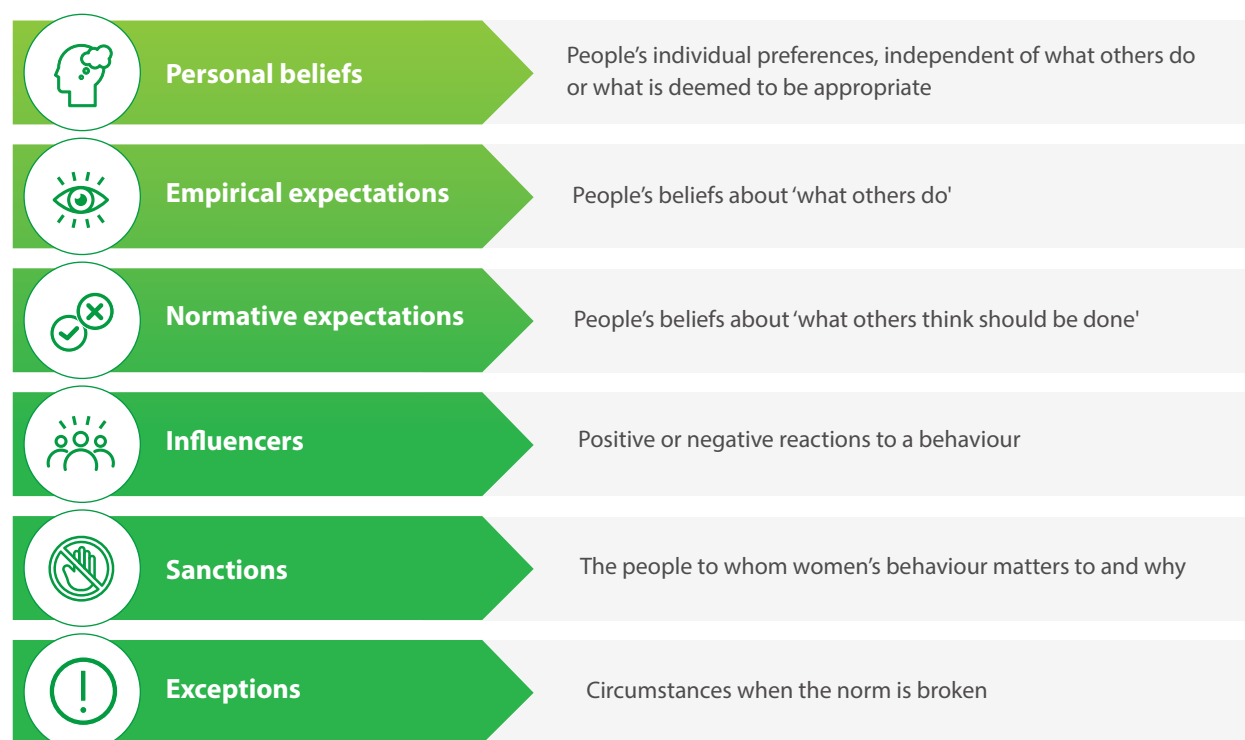 Personal beliefs
People’s individual preferences, independent of what others do
or what is deemed to be appropriate
Empirical expectations
People’s beliefs about ‘what others do'
Normative expectations
People’s beliefs about ‘what others think should be done'
Influencers
Positive or negative reactions to a behaviour
Sanctions
The people to whom women’s behaviour matters to and why
Exceptions
Circumstances when the norm is broken